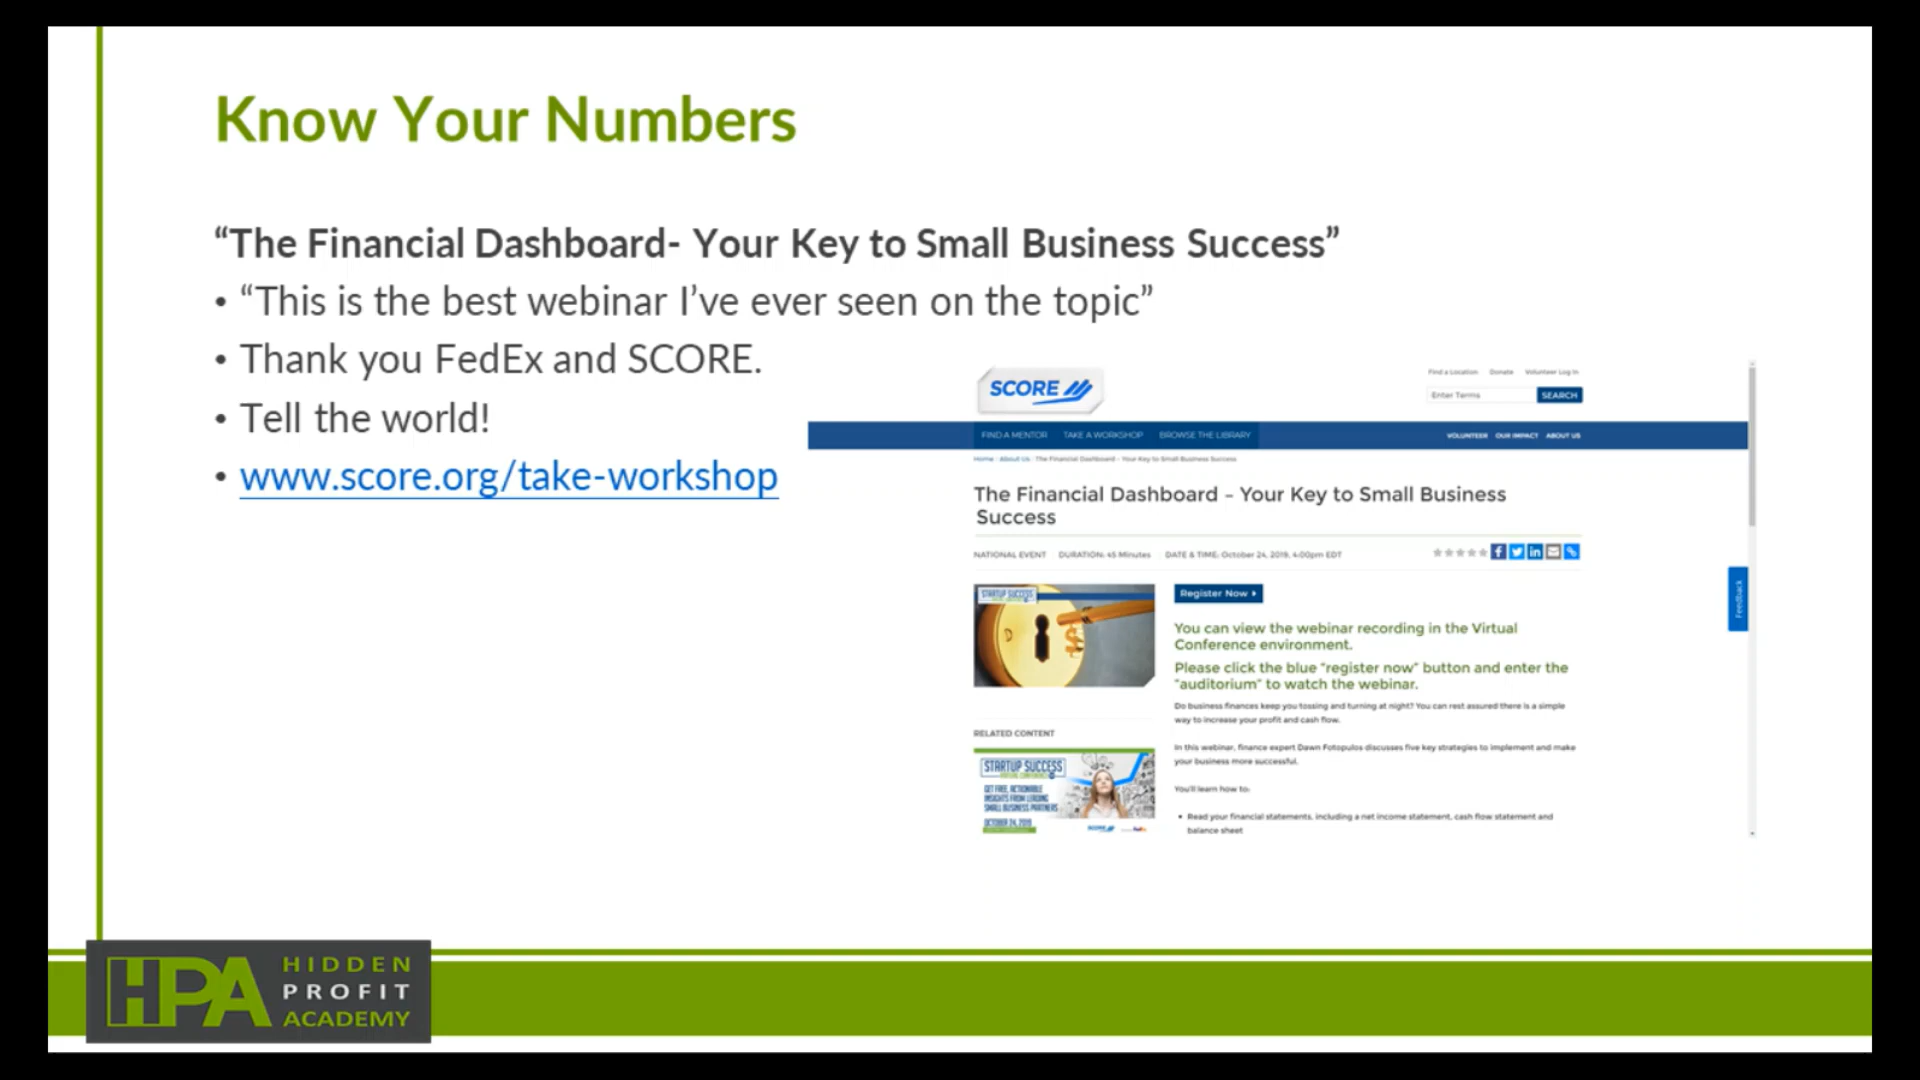 Know Your Numbers
“The Financial Dashboard- Your Key to Small Business Success”
• “This is the best webinar I’ve ever seen on the topic”
• Thank you FedEx and SCORE.
• Tell the world!
• www.score.org/take-workshop
SCORE
Find a Location Donate Volunteer Log In
Enter Terms SEARCH
FIND A MENTOR TAKE A WORKSHOP BROWSE THE LIBRARY VOLUNTEER OUR IMPACT ABOUT US
Home About Us The Financial Dashboard - Your Key to Small Business Success
The Financial Dashboard – Your Key to Small Business
Success
NATIONAL EVENT DURATION: 45 Minutes DATE & TIME: October 24, 2019, 4:00pm EDT
Feedback
STARTUP SUCCESS
Register Now
You can view the webinar recording in the Virtual
Conference environment.
Please click the blue "register now" button and enter the
"auditorium" to watch the webinar.
Do business finances keep you tossing and turning at night? You can rest assured there is a simple
way to increase your profit and cash flow.
In this webinar, finance expert Dawn Fotopulos discusses five key strategies to implement and make
your business more successful.
You'll learn how to:
• Read your financial statements, including a net income statement, cash flow statement and
balance sheet
RELATED CONTENT
STARTUP SUCCESS
VIRTUAL CONFERENCE
GET FREE, ACTIONABLE
INSIGHTS FROM LEADING
SMALL BUSINESS PARTNERS
OCTOBER 24, 2019
SCORE FedEx
HPA
HIDDEN
PROFIT
ACADEMY